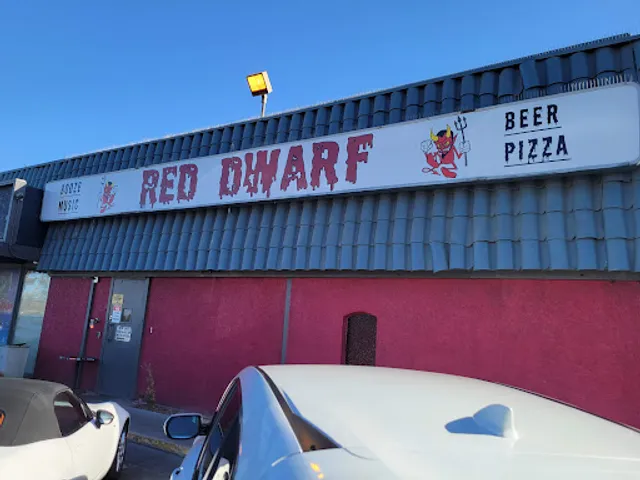 BOOZE
MUSIC
RED DWARF
BEER
PIZZA